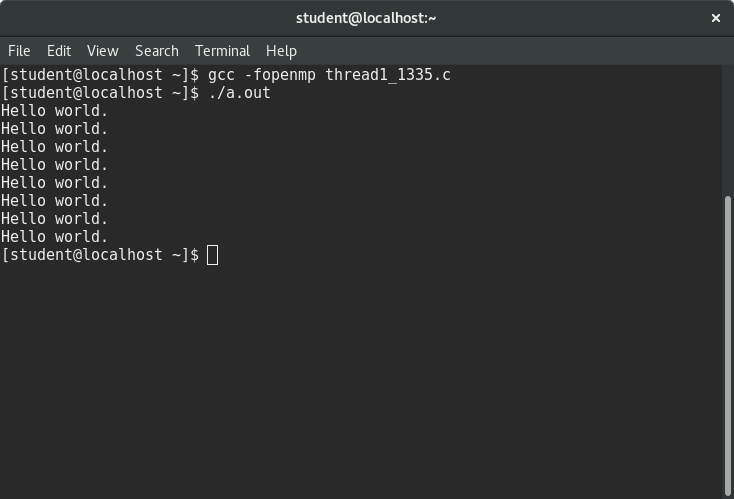 student@localhost:~
File Edit View Search Terminal Help
[student@localhost ~]$ gcc -fopenmp thread1_1335.c
[student@localhost ~]$ ./a.out
Hello world.
Hello world.
Hello world.
Hello world.
Hello world.
Hello world.
Hello world.
Hello world.
[student@localhost ~]$